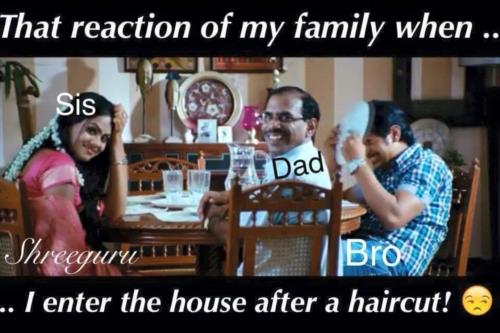 That reaction of my family when ..
Sis
Dad
Shreeguru
Bro
.. I enter the house after a haircut! 😒